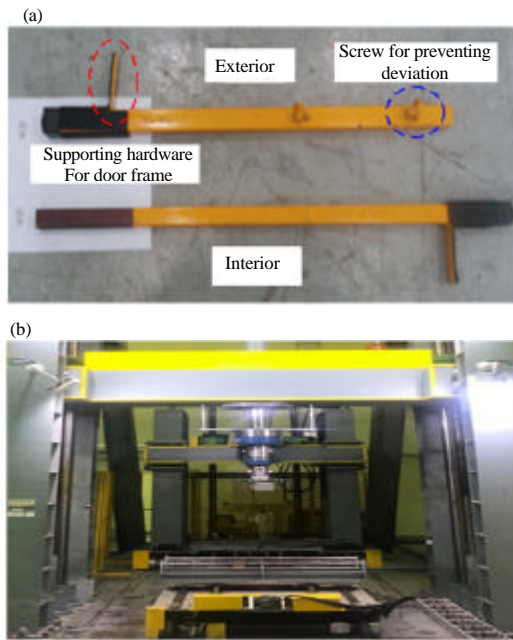 (a)
Exterior
Screw for preventing
deviation
Supporting hardware
For door frame
Interior
(b)